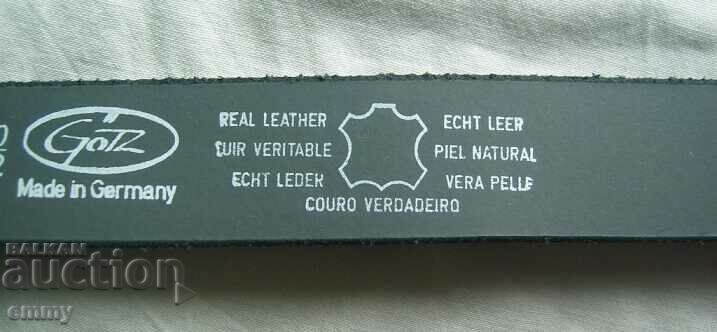 GÖTZ
Made in Germany
REAL LEATHER
CUIR VERITABLE
ECHT LEDER
ECHT LEER
PIEL NATURAL
VERA PELLE
COURO VERDADEIRO
BALKAN
auction
emmy